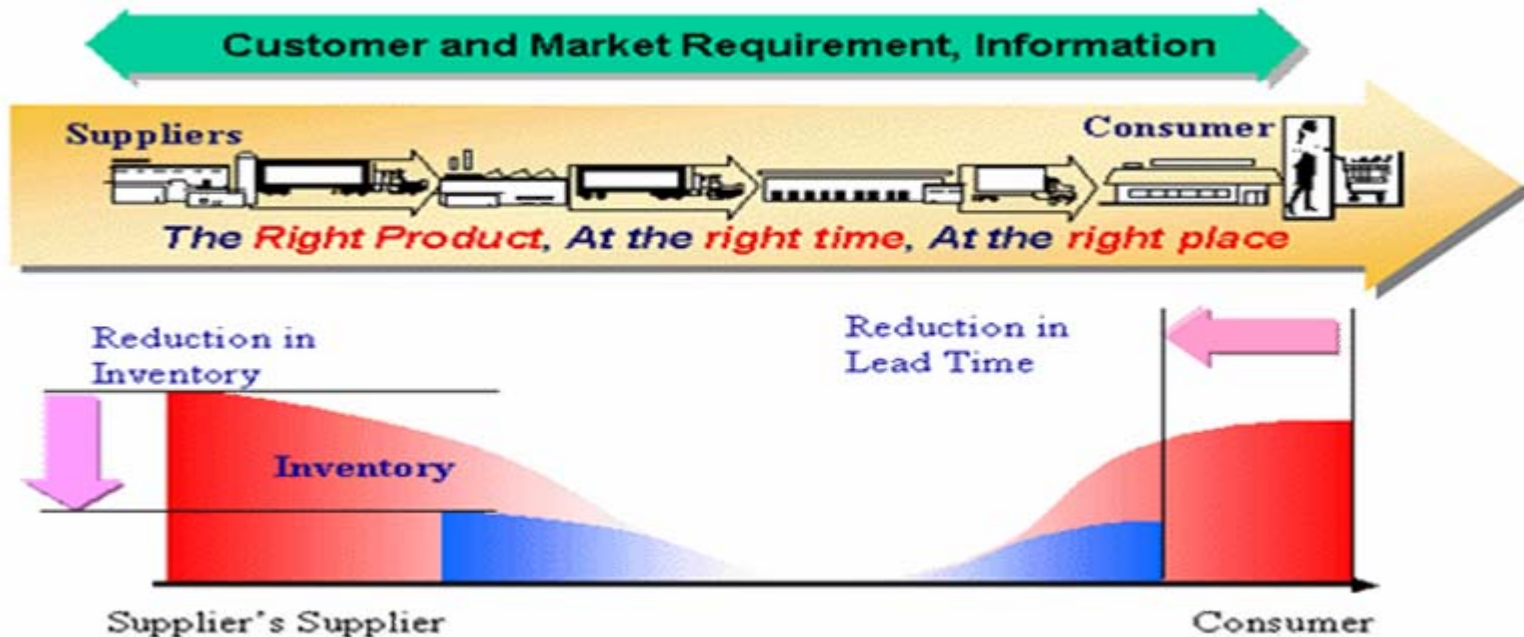 Customer and Market Requirement, Information
Suppliers
Consumer
The Right Product, At the right time, At the right place
Reduction in
Inventory
Reduction in
Lead Time
Inventory
Supplier's Supplier
Consumer